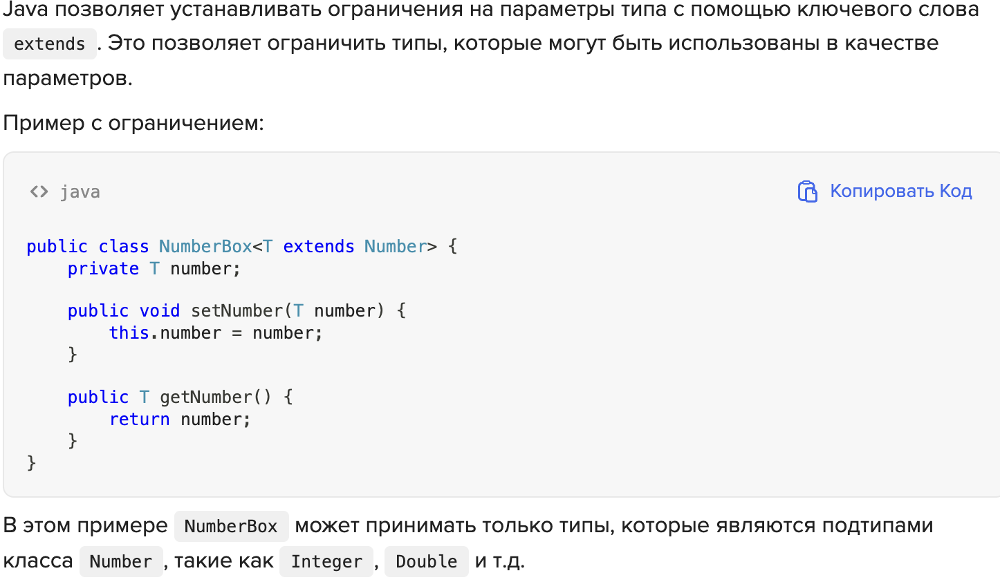 Java позволяет устанавливать ограничения на параметры типа с помощью ключевого слова
extends. Это позволяет ограничить типы, которые могут быть использованы в качестве
параметров.
Пример с ограничением:
<> java
Копировать Код
public class NumberBox<T extends Number> {
    private T number;
    public void setNumber(T number) {
        this.number = number;
    }
    public T getNumber() {
        return number;
    }
}
В этом примере NumberBox может принимать только типы, которые являются подтипами
класса Number, такие как Integer, Double и т.д.